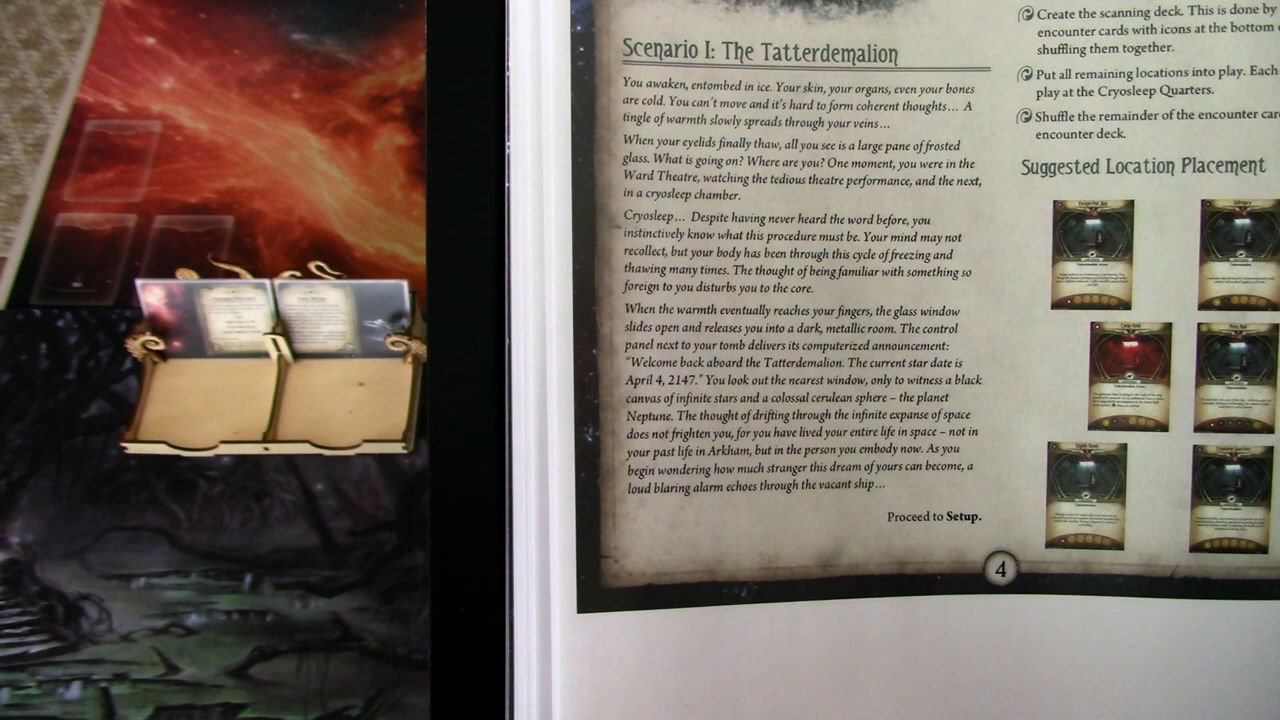 Scenario I: The Tatterdemalion
You awaken, entombed in ice. Your skin, your organs, even your bones
are cold. You can't move and it's hard to form coherent thoughts… A
tingle of warmth slowly spreads through your veins…
When your eyelids finally thaw, all you see is a large pane of frosted
glass. What is going on? Where are you? One moment, you were in the
Ward Theatre, watching the tedious theatre performance, and the next,
in a cryosleep chamber.
Cryosleep… Despite having never heard the word before, you
instinctively know what this procedure must be. Your mind may not
recollect, but your body has been through this cycle of freezing and
thawing many times. The thought of being familiar with something so
foreign to you disturbs you to the core.
When the warmth eventually reaches your fingers, the glass window
slides open and releases you into a dark, metallic room. The control
panel next to your tomb delivers its computerized announcement:
"Welcome back aboard the Tatterdemalion. The current star date is
April 4, 2147." You look out the nearest window, only to witness a black
canvas of infinite stars and a colossal cerulean sphere – the planet
Neptune. The thought of drifting through the infinite expanse of space
does not frighten you, for you have lived your entire life in space – not in
your past life in Arkham, but in the person you embody now. As you
begin wondering how much stranger this dream of yours can become, a
loud blaring alarm echoes through the vacant ship…
Proceed to Setup.
4
Create the scanning deck. This is done by
encounter cards with icons at the bottom
shuffling them together.
Put all remaining locations into play. Each
play at the Cryosleep Quarters.
Shuffle the remainder of the encounter
encounter deck.
Suggested Location Placement